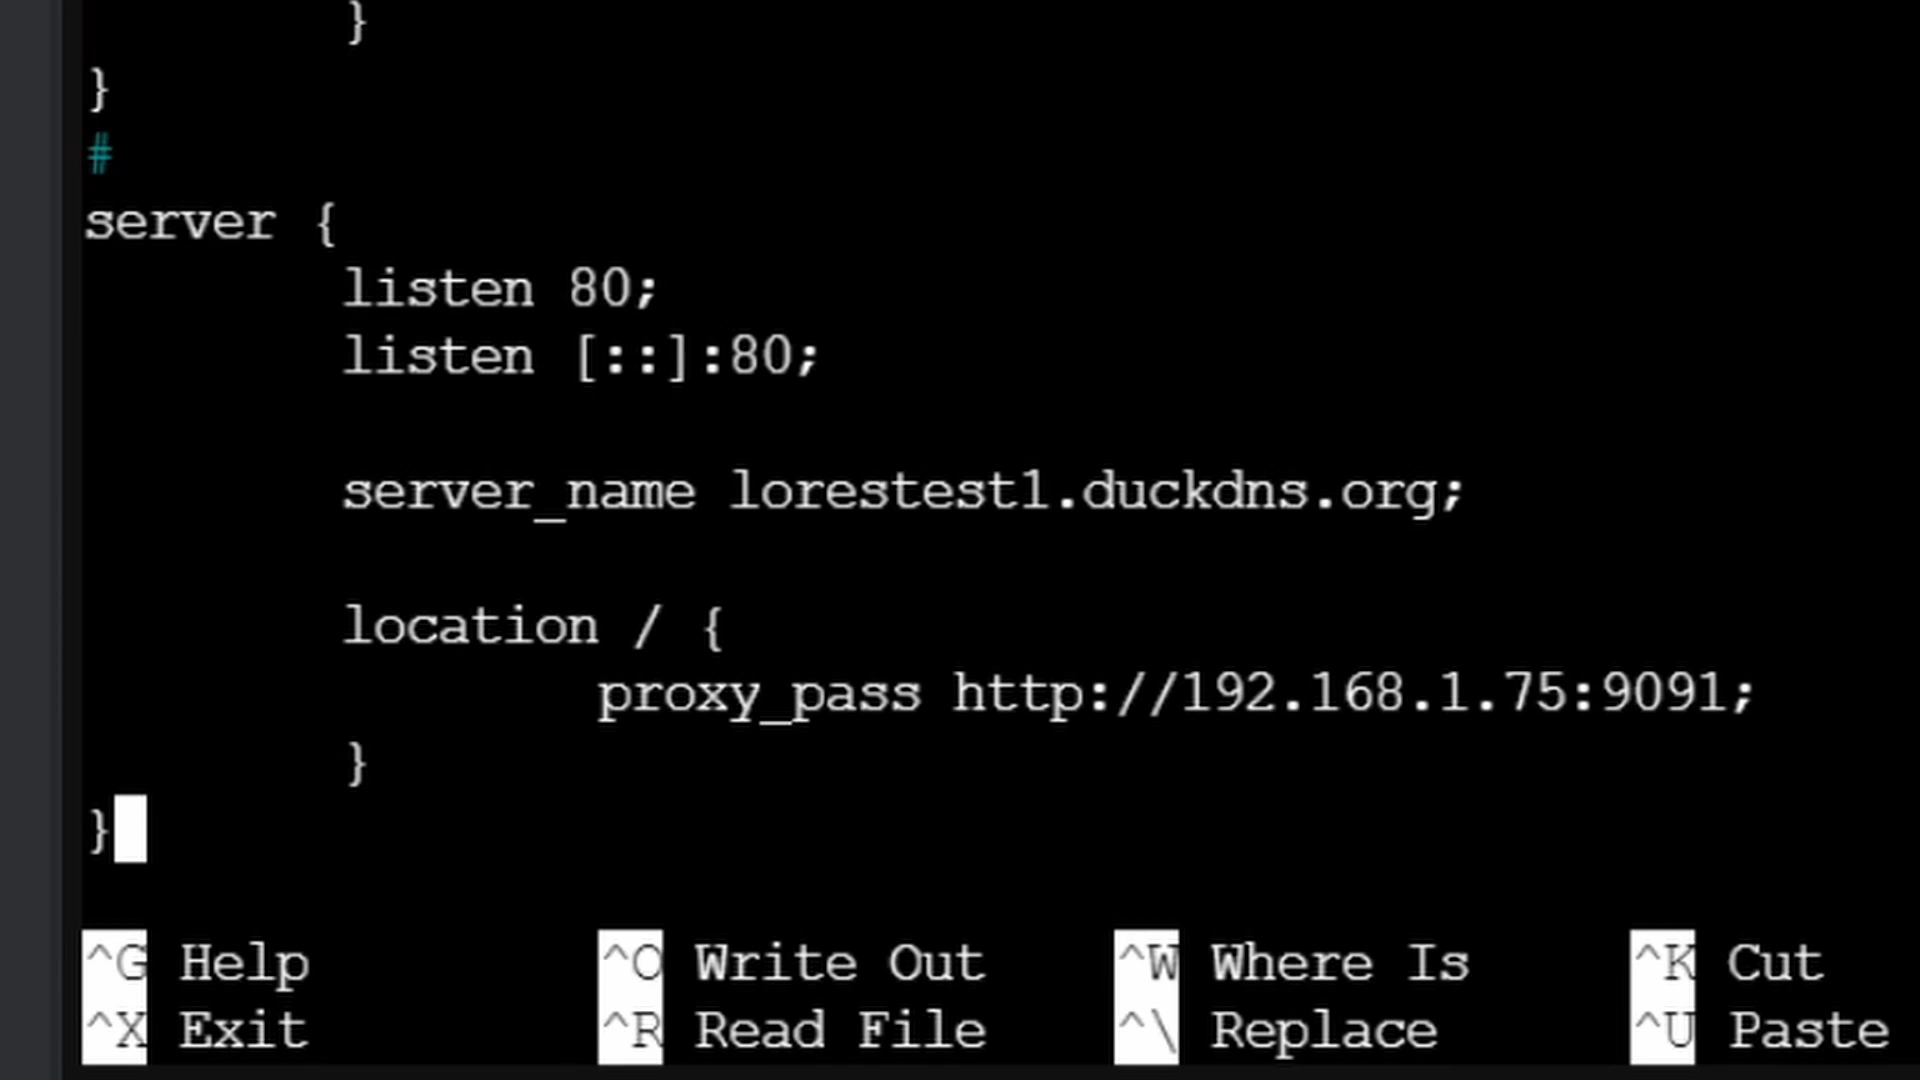 }
}
#
server {
listen 80;
listen [::]:80;
server_name lorestest1.duckdns.org;
location / {
proxy_pass http://192.168.1.75:9091;
}
}
^G Help ^O Write Out ^W Where Is ^K Cut
^X Exit ^R Read File ^\ Replace ^U Paste